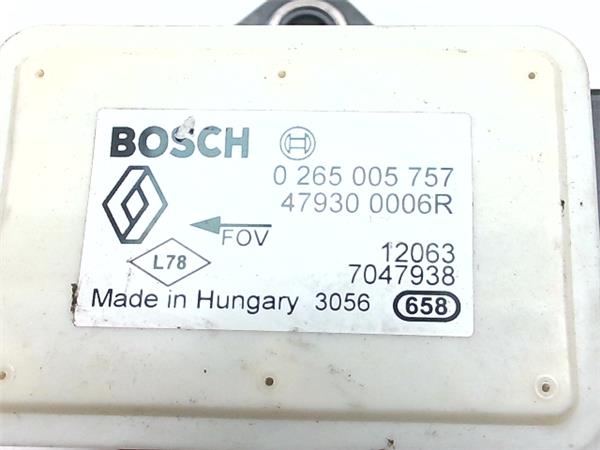 BOSCH
0 265 005 757
47930 0006R
FOV
12063
L78
7047938
Made in Hungary 3056 658